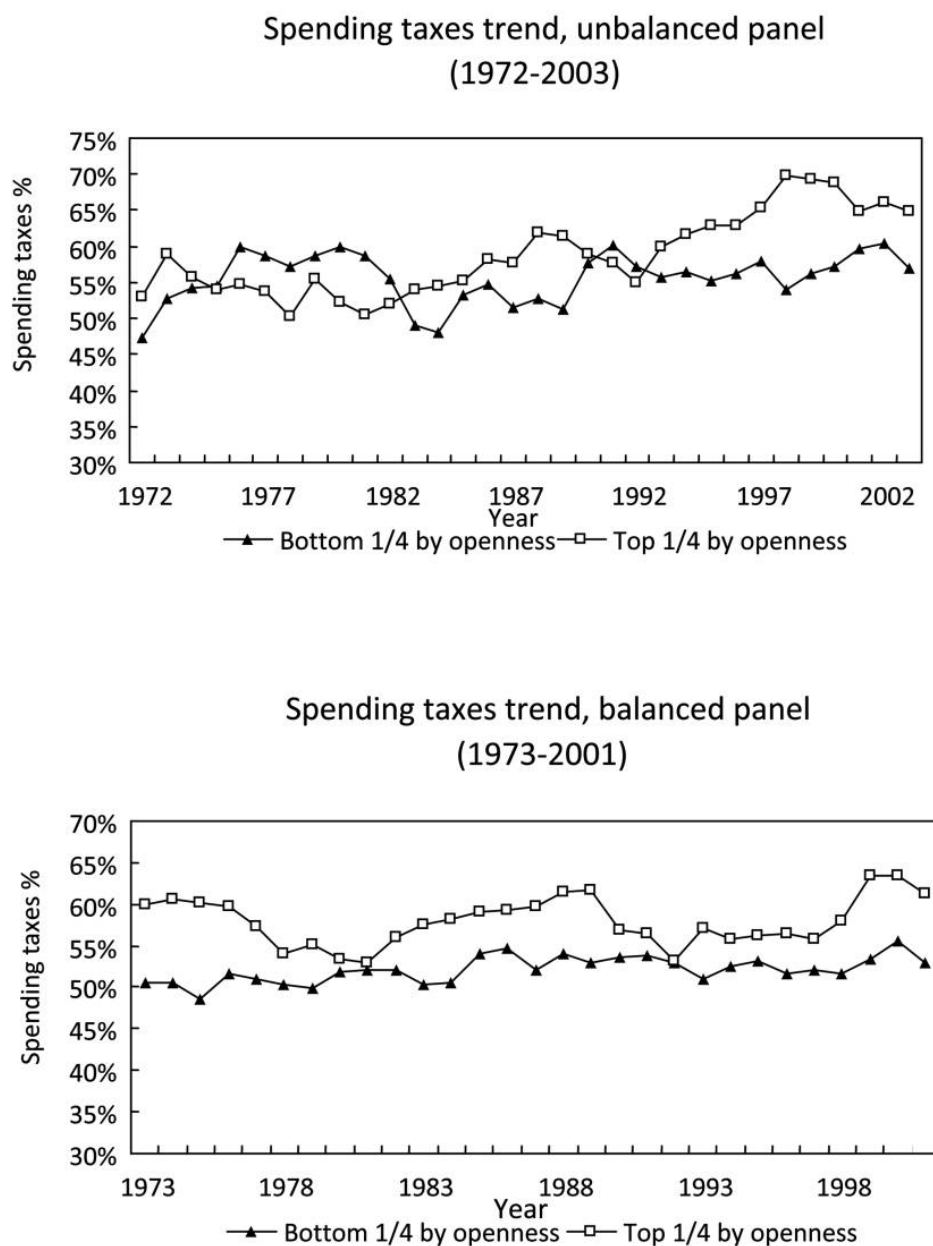 Spending taxes trend, unbalanced panel
(1972-2003)
75%
70%
65%
60%
55%
50%
45%
40%
35%
30%
Spending taxes %
1972 1977 1982 1987 1992 1997 2002
Year
Bottom 1/4 by openness Top 1/4 by openness
Spending taxes trend, balanced panel
(1973-2001)
70%
65%
60%
55%
50%
45%
40%
35%
30%
Spending taxes %
1973 1978 1983 1988 1993 1998
Year
Bottom 1/4 by openness Top 1/4 by openness